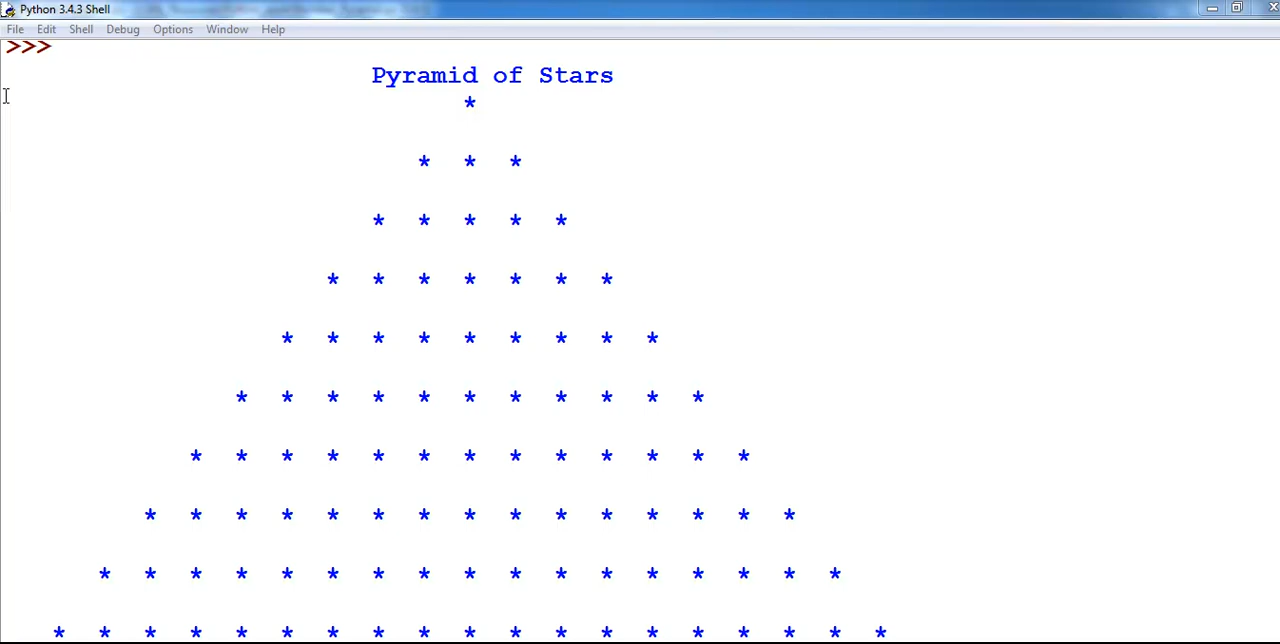 Python 3.4.3 Shell
File Edit Shell Debug Options Window Help
>>>
Pyramid of Stars
*
* * *
* * * * *
* * * * * * *
* * * * * * * * *
* * * * * * * * * * *
* * * * * * * * * * * * *
* * * * * * * * * * * * * * *
* * * * * * * * * * * * * * * * *
* * * * * * * * * * * * * * * * * * *